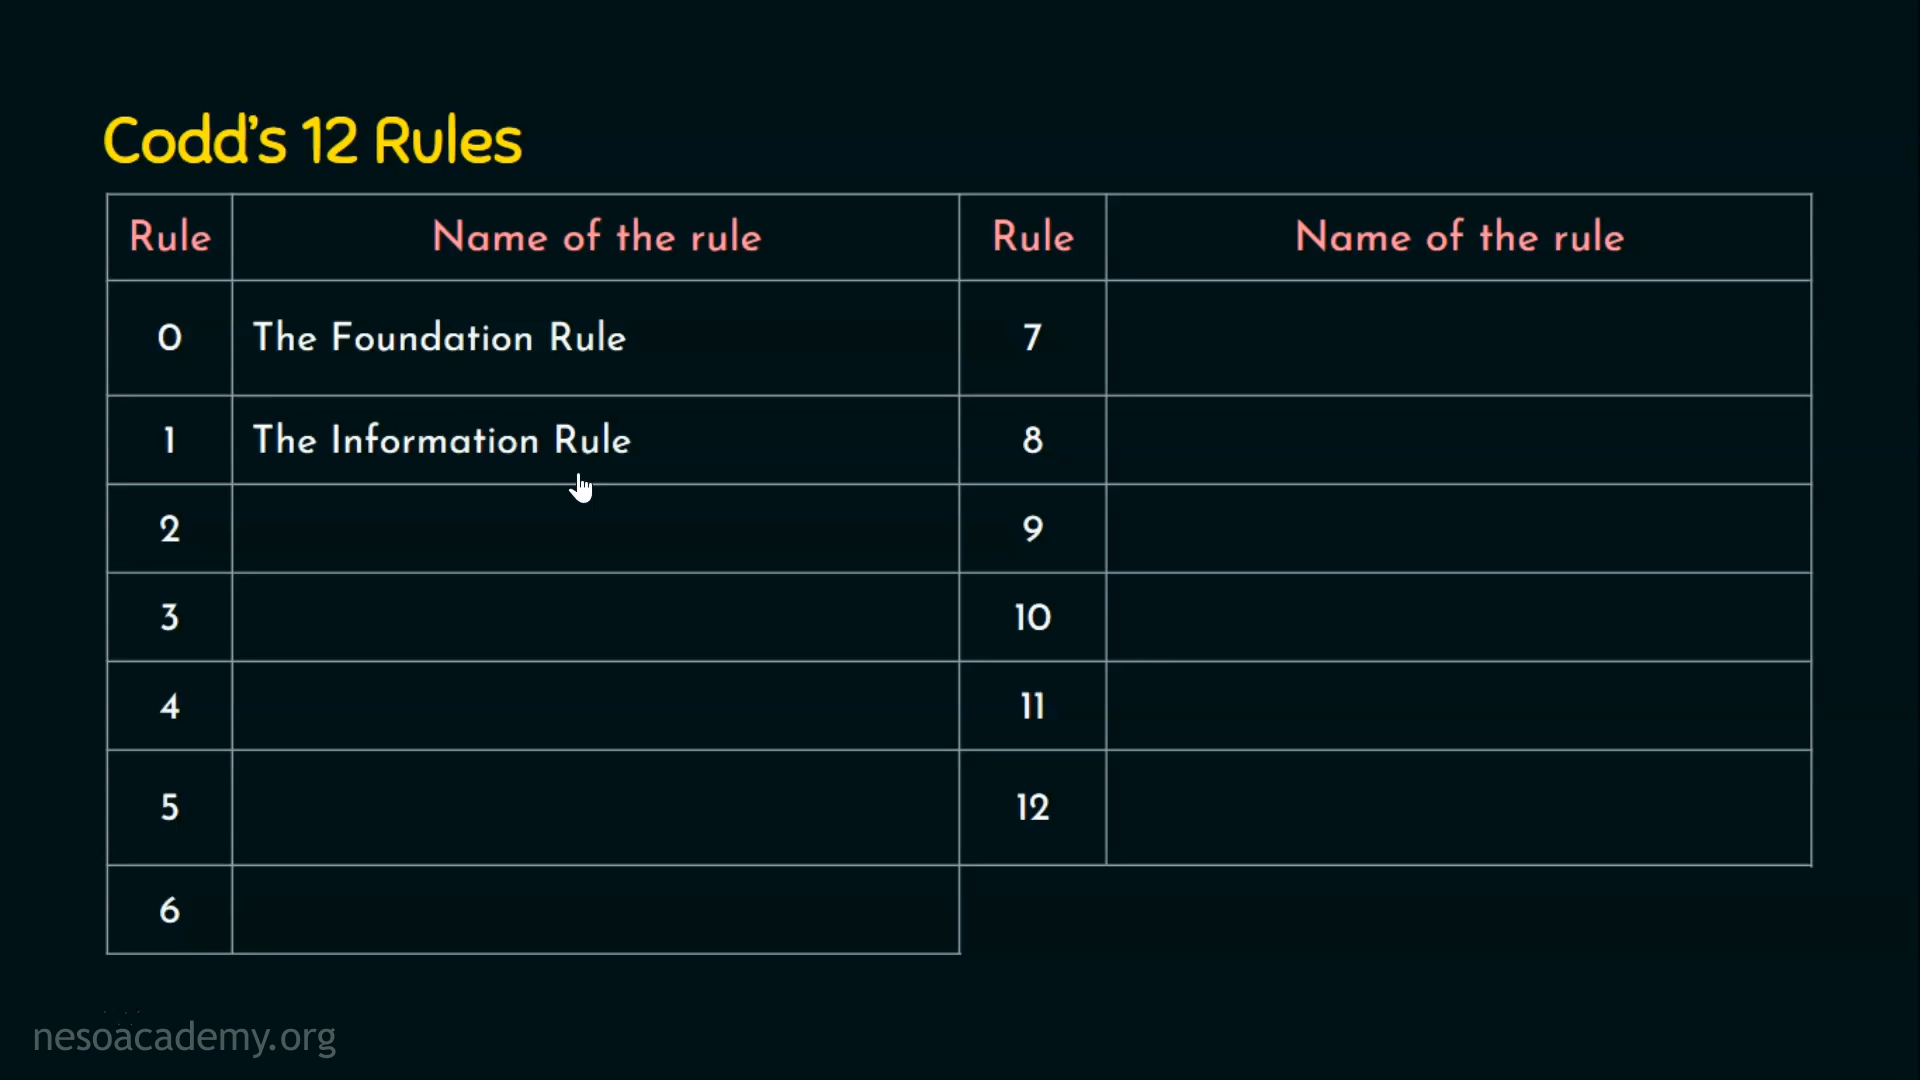 Codd's 12 Rules
Rule Name of the rule Rule Name of the rule
0 The Foundation Rule 7
1 The Information Rule 8
2 9
3 10
4 11
5 12
6
nesoacademy.org